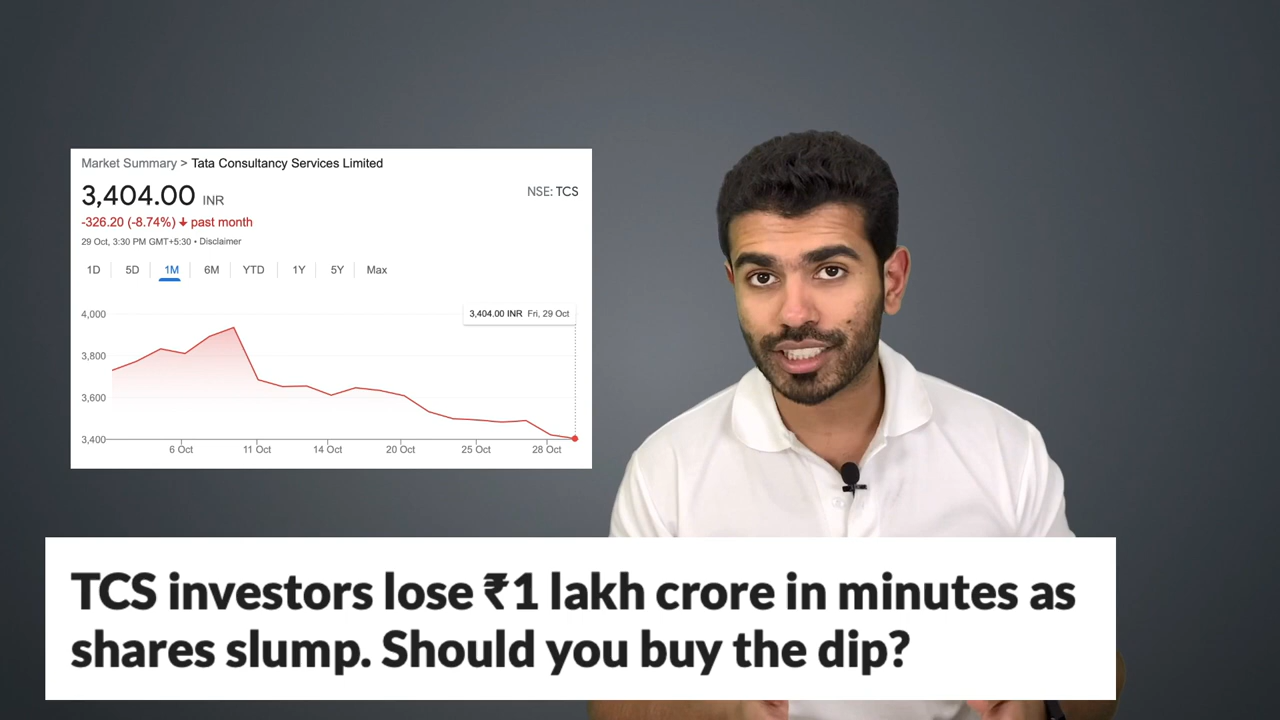 Market Summary > Tata Consultancy Services Limited
3,404.00 INR
NSE: TCS
-326.20 (-8.74%) ↓ past month
29 Oct, 3:30 PM GMT+5:30 • Disclaimer
1D 5D 1M 6M YTD 1Y 5Y Max
3,404.00 INR Fri, 29 Oct
4,000
3,800
3,600
3,400
6 Oct 11 Oct 14 Oct 20 Oct 25 Oct 28 Oct
TCS investors lose ₹1 lakh crore in minutes as
shares slump. Should you buy the dip?